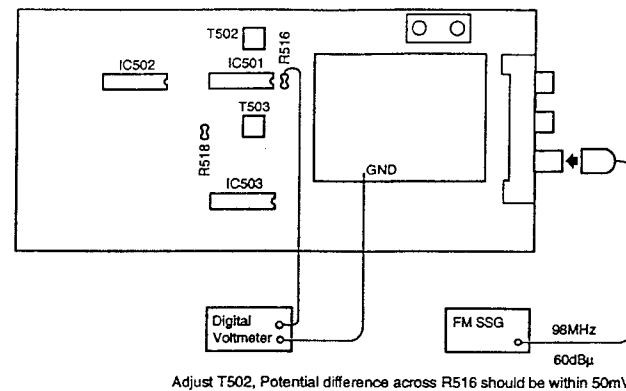 T502
R516
IC502
IC501
T503
R518
GND
IC503
Digital
Voltmeter
FM SSG
98MHz
60dBµ
Adjust T502, Potential difference across R516 should be within 50mV